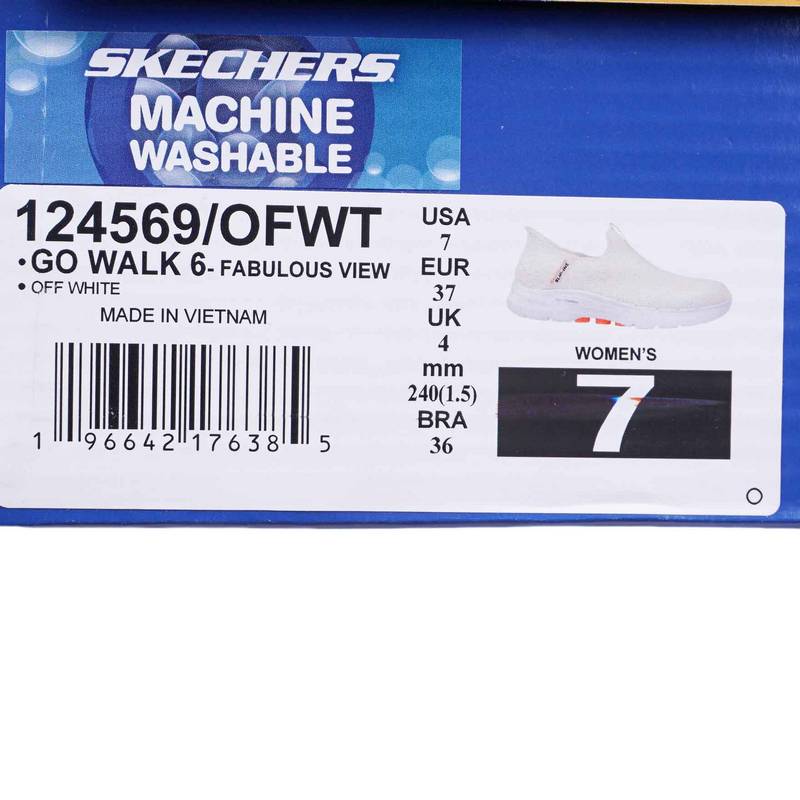 SKECHERS
MACHINE
WASHABLE
124569/OFWT
•GO WALK 6- FABULOUS VIEW
• OFF WHITE
MADE IN VIETNAM
1 96642 17638 5
USA
7
EUR
37
UK
4
mm
240(1.5)
BRA
36
WOMEN'S
7